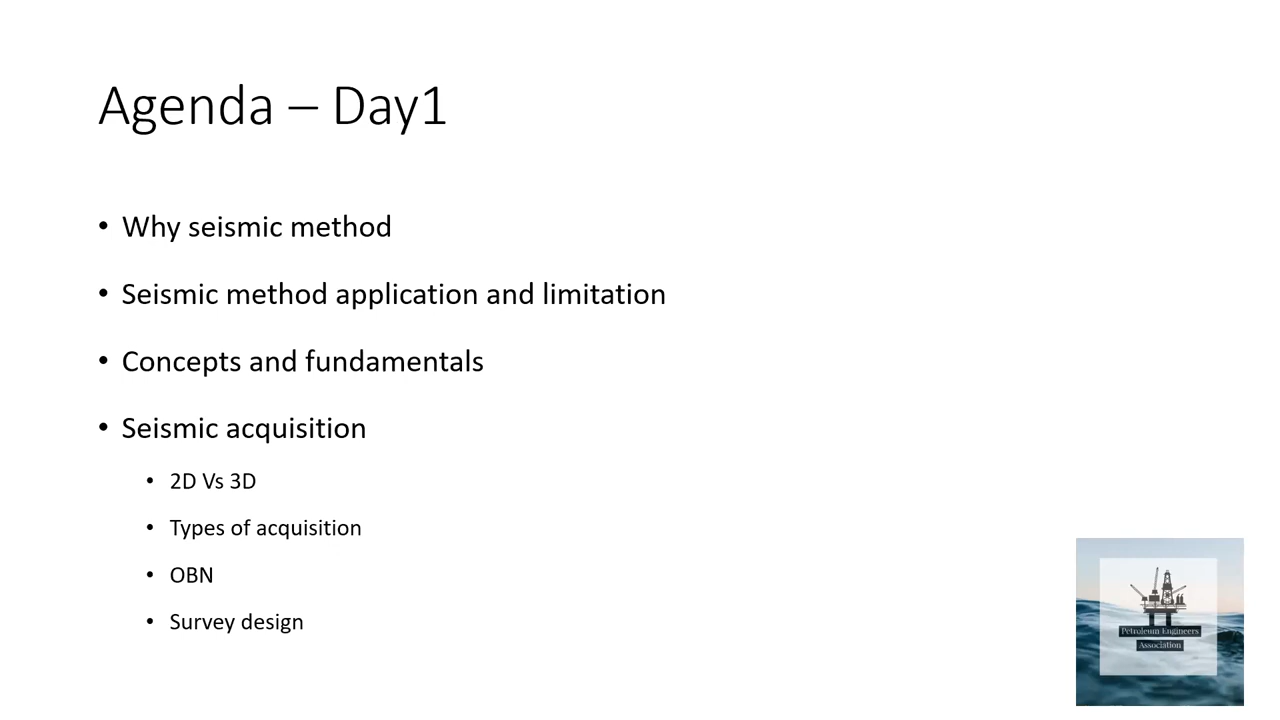 Agenda – Day1
• Why seismic method
• Seismic method application and limitation
• Concepts and fundamentals
• Seismic acquisition
• 2D Vs 3D
• Types of acquisition
• OBN
• Survey design
Petroleum Engineers
Association